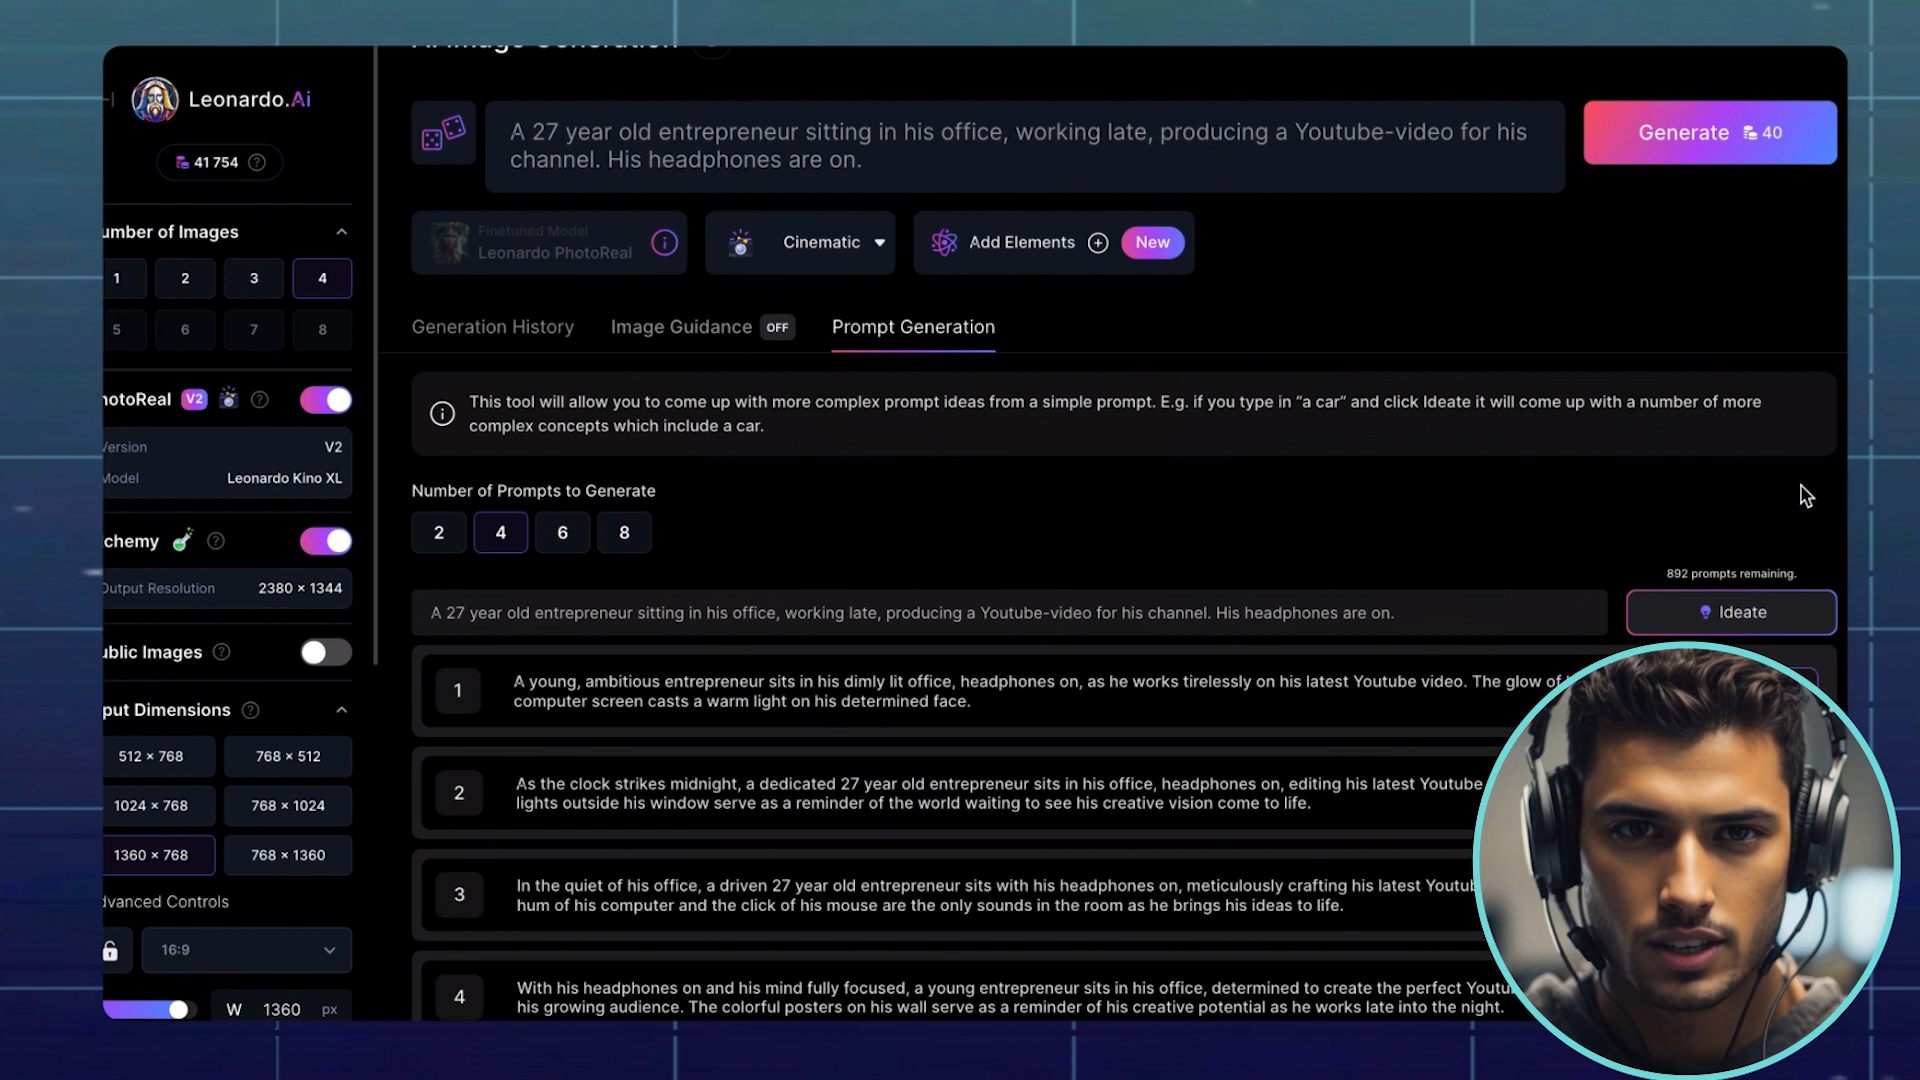 AI Image Generation
Leonardo.Ai
41 754
A 27 year old entrepreneur sitting in his office, working late, producing a Youtube-video for his
channel. His headphones are on.
Generate 40
umber of Images
1 2 3 4
5 6 7 8
Finetuned Model
Leonardo PhotoReal
Cinematic
Add Elements New
Generation History Image Guidance OFF Prompt Generation
hotoReal V2
Version V2
Model Leonardo Kino XL
This tool will allow you to come up with more complex prompt ideas from a simple prompt. E.g. if you type in “a car” and click Ideate it will come up with a number of more
complex concepts which include a car.
Number of Prompts to Generate
2 4 6 8
chemy
Output Resolution 2380 × 1344
892 prompts remaining.
A 27 year old entrepreneur sitting in his office, working late, producing a Youtube-video for his channel. His headphones are on.
Ideate
ublic Images
put Dimensions
512 × 768 768 × 512
1024 × 768 768 × 1024
1360 × 768 768 × 1360
dvanced Controls
16:9
W 1360 px
1
A young, ambitious entrepreneur sits in his dimly lit office, headphones on, as he works tirelessly on his latest Youtube video. The glow of
computer screen casts a warm light on his determined face.
2
As the clock strikes midnight, a dedicated 27 year old entrepreneur sits in his office, headphones on, editing his latest Youtube
lights outside his window serve as a reminder of the world waiting to see his creative vision come to life.
3
In the quiet of his office, a driven 27 year old entrepreneur sits with his headphones on, meticulously crafting his latest Youtub
hum of his computer and the click of his mouse are the only sounds in the room as he brings his ideas to life.
4
With his headphones on and his mind fully focused, a young entrepreneur sits in his office, determined to create the perfect Youtu
his growing audience. The colorful posters on his wall serve as a reminder of his creative potential as he works late into the night.